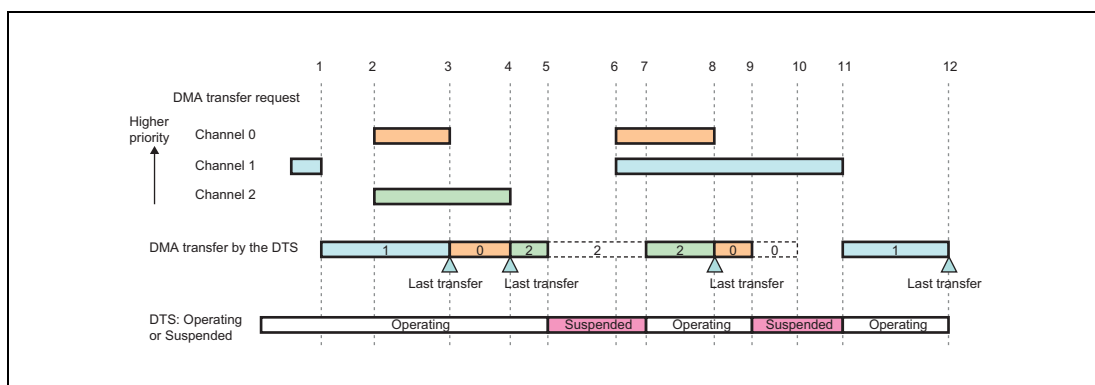 1 2 3 4 5 6 7 8 9 10 11 12
DMA transfer request
Higher
priority
Channel 0
Channel 1
Channel 2
DMA transfer by the DTS
1 0 2 2 2 0 0 1
Last transfer Last transfer Last transfer Last transfer
DTS: Operating
or Suspended
Operating Suspended Operating Suspended Operating